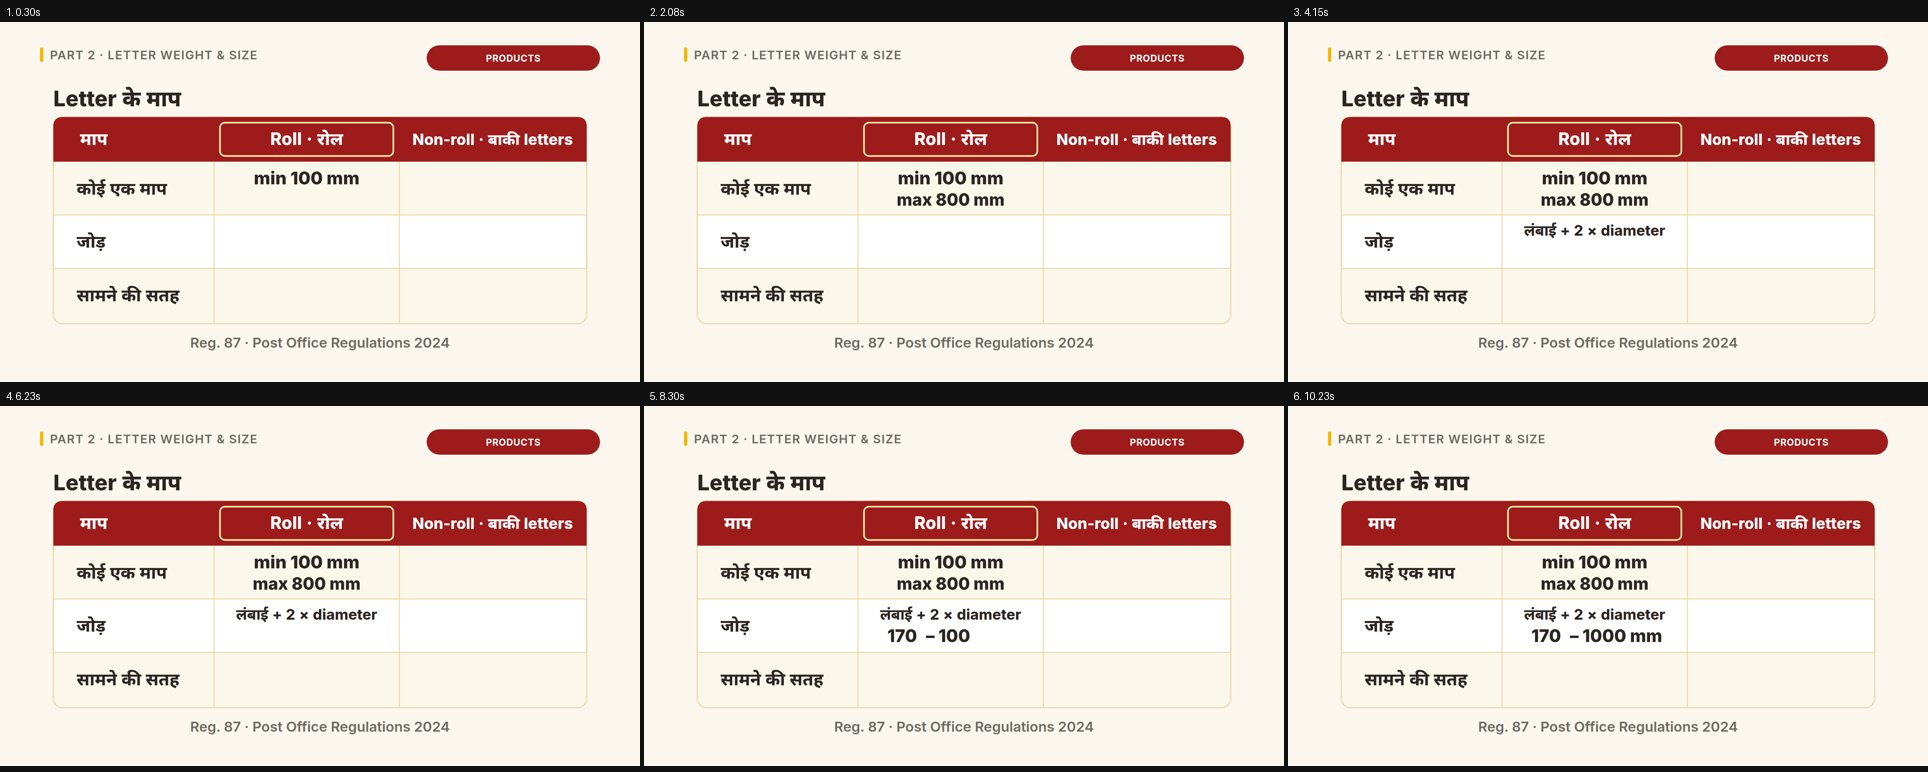 1. 0.30s
PART 2 · LETTER WEIGHT & SIZE
PRODUCTS
Letter के माप
माप Roll · रोल Non-roll · बाकी letters
कोई एक माप min 100 mm
जोड़
सामने की सतह
Reg. 87 · Post Office Regulations 2024
2. 2.08s
PART 2 · LETTER WEIGHT & SIZE
PRODUCTS
Letter के माप
माप Roll · रोल Non-roll · बाकी letters
कोई एक माप min 100 mm
max 800 mm
जोड़
सामने की सतह
Reg. 87 · Post Office Regulations 2024
3. 4.15s
PART 2 · LETTER WEIGHT & SIZE
PRODUCTS
Letter के माप
माप Roll · रोल Non-roll · बाकी letters
कोई एक माप min 100 mm
max 800 mm
जोड़ लंबाई + 2 × diameter
सामने की सतह
Reg. 87 · Post Office Regulations 2024
4. 6.23s
PART 2 · LETTER WEIGHT & SIZE
PRODUCTS
Letter के माप
माप Roll · रोल Non-roll · बाकी letters
कोई एक माप min 100 mm
max 800 mm
जोड़ लंबाई + 2 × diameter
सामने की सतह
Reg. 87 · Post Office Regulations 2024
5. 8.30s
PART 2 · LETTER WEIGHT & SIZE
PRODUCTS
Letter के माप
माप Roll · रोल Non-roll · बाकी letters
कोई एक माप min 100 mm
max 800 mm
जोड़ लंबाई + 2 × diameter
170 – 100
सामने की सतह
Reg. 87 · Post Office Regulations 2024
6. 10.23s
PART 2 · LETTER WEIGHT & SIZE
PRODUCTS
Letter के माप
माप Roll · रोल Non-roll · बाकी letters
कोई एक माप min 100 mm
max 800 mm
जोड़ लंबाई + 2 × diameter
170 – 1000 mm
सामने की सतह
Reg. 87 · Post Office Regulations 2024